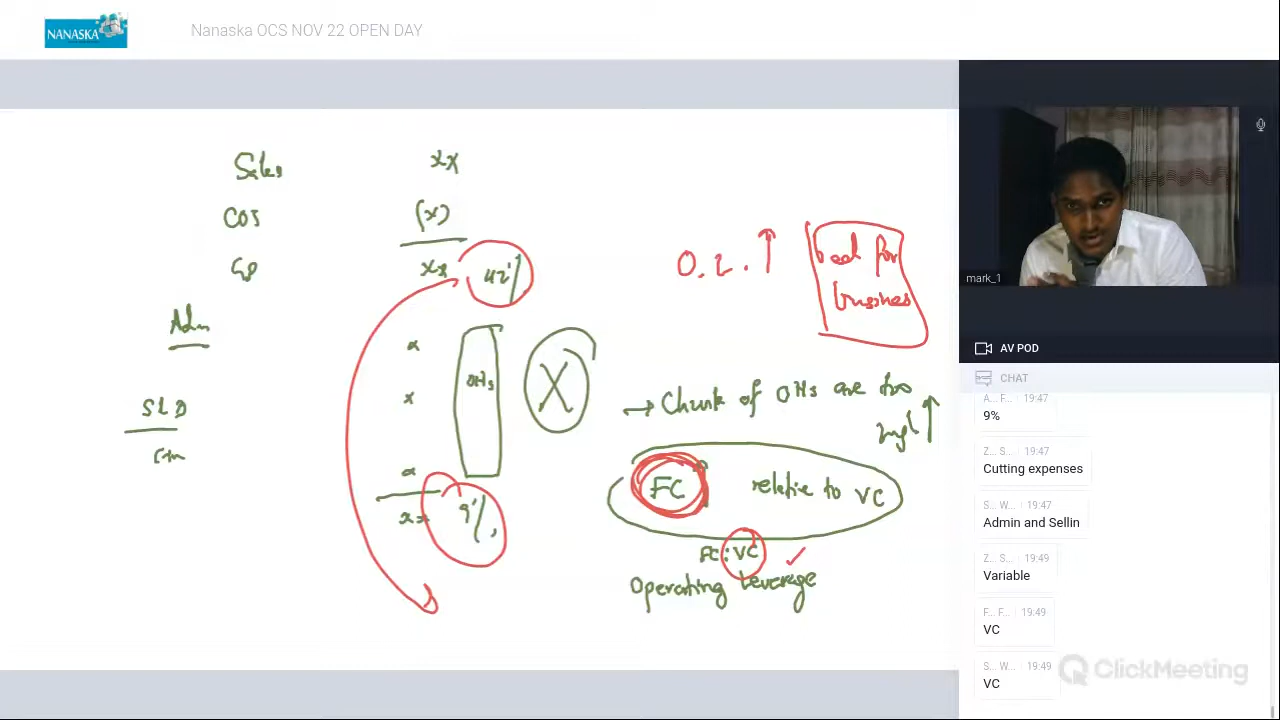 NANASKA
Nanaska OCS NOV 22 OPEN DAY
Sales xx
COS (x)
GP xx 42%
Adm x
OHs
S&D x
x
xx 9%
X
O.L. ↑
bad for
business
→ Chunk of OHs are too
high ↑
FC relative to VC
FC : VC ✓
Operating leverage
mark_1
AV POD
CHAT
A... F... 19:47
9%
Z... S... 19:47
Cutting expenses
S... W... 19:47
Admin and Sellin
Z... S... 19:49
Variable
F... F... 19:49
VC
S... W... 19:49
VC
ClickMeeting